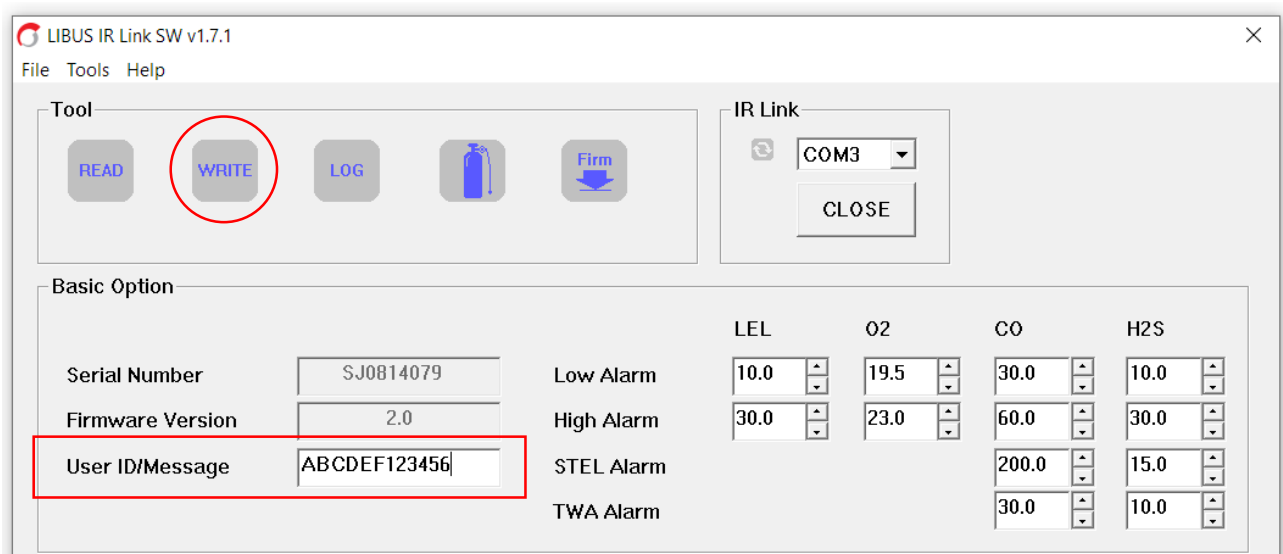 LIBUS IR Link SW v1.7.1
File Tools Help
Tool
READ WRITE LOG Firm
IR Link
COM3
CLOSE
Basic Option
LEL O2 CO H2S
Serial Number SJ0814079 Low Alarm 10.0 19.5 30.0 10.0
Firmware Version 2.0 High Alarm 30.0 23.0 60.0 30.0
User ID/Message ABCDEF123456 STEL Alarm 200.0 15.0
TWA Alarm 30.0 10.0